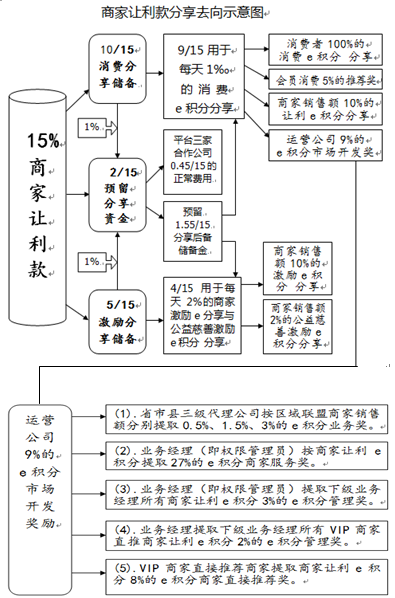 商家让利款分享去向示意图
15%
商
家
让
利
款
10/15
消费分
享储备
1%
2/15
预留
分享
资金
1%
5/15
激励分
享储备
9/15 用于
每天 1‰
的 消 费
e 积分分享
平台三家
合作公司
0.45/15 的
正常费用
预留
1.55/15
分享后备
储备金
4/15 用于每
天 2%的商家
激励 e 分享与
公益慈善激励
e 积分 分享
消费者 100%的
消费 e 积分 分享
会员消费 5%的推荐奖
商家销售额 10%的
让利 e 积分分享
运营公司 9%的
e 积分市场开发奖
商家销售
额 10%的
激励 e 积
分 分享
商家销售额
2%的公益慈
善激励 e
积分分享
运营
公司
9%的
e 积分
市场
开发
奖励
(1). 省市县三级代理公司按区域联盟商家销售
额分别提取 0.5%、1.5%、3%的 e 积分业务奖。
(2). 业务经理（即权限管理员）按商家让利 e
积分提取 27%的 e 积分商家服务奖。
(3). 业务经理（即权限管理员）提取下级业务
经理所有商家让利 e 积分 3%的 e 积分管理奖。
(4). 业务经理提取下级业务经理所有 VIP 商家
直推商家让利 e 积分 2%的 e 积分管理奖。
(5). VIP 商家直接推荐商家提取商家让利 e 积
分 8%的 e 积分商家直接推荐奖。